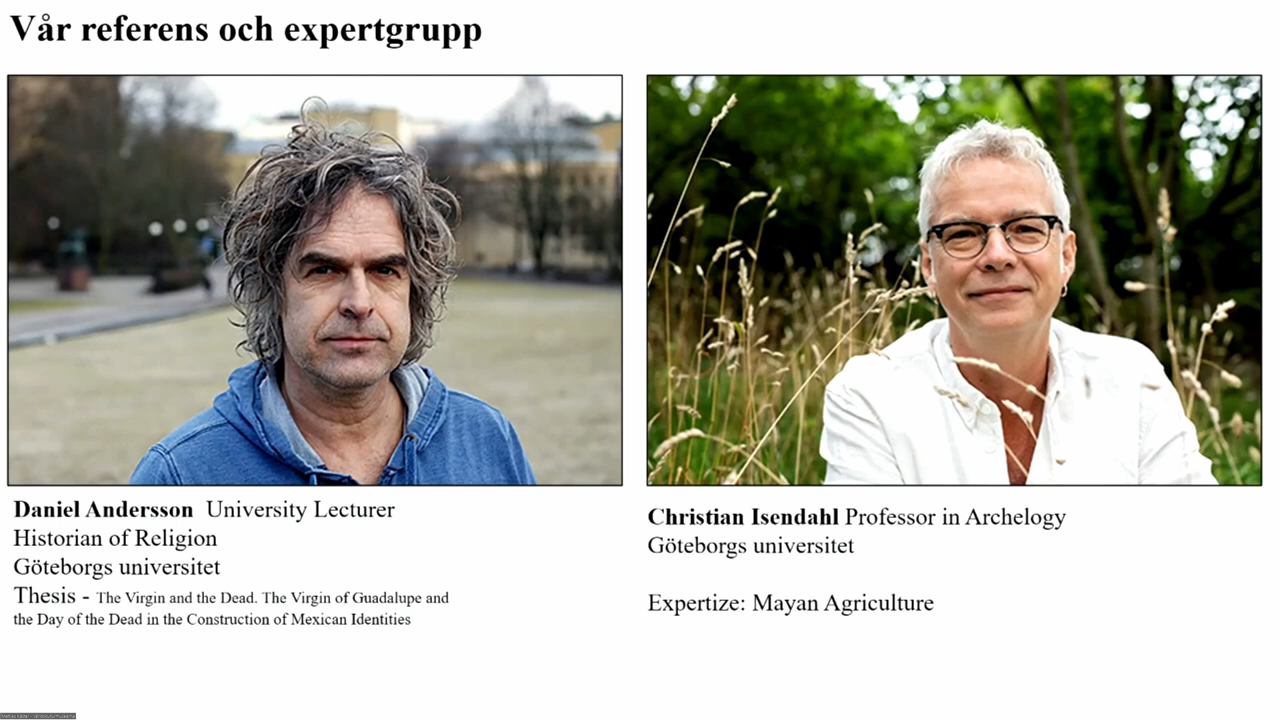 Vår referens och expertgrupp
Daniel Andersson University Lecturer
Historian of Religion
Göteborgs universitet
Thesis - The Virgin and the Dead. The Virgin of Guadalupe and
the Day of the Dead in the Construction of Mexican Identities
Christian Isendahl Professor in Archelogy
Göteborgs universitet
Expertize: Mayan Agriculture